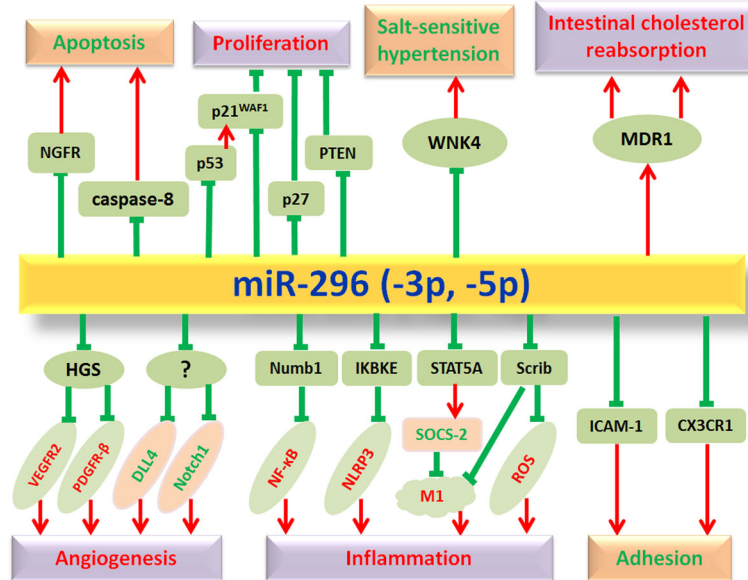 Apoptosis
Proliferation
Salt-sensitive
hypertension
Intestinal cholesterol
reabsorption
NGFR
caspase-8
p53
p21WAF1
p27
PTEN
WNK4
MDR1
miR-296 (-3p, -5p)
HGS
?
Numb1
IKBKE
STAT5A
Scrib
ICAM-1
CX3CR1
VEGFR2
PDGFR-β
DLL4
Notch1
NF-κB
NLRP3
SOCS-2
M1
ROS
Angiogenesis
Inflammation
Adhesion